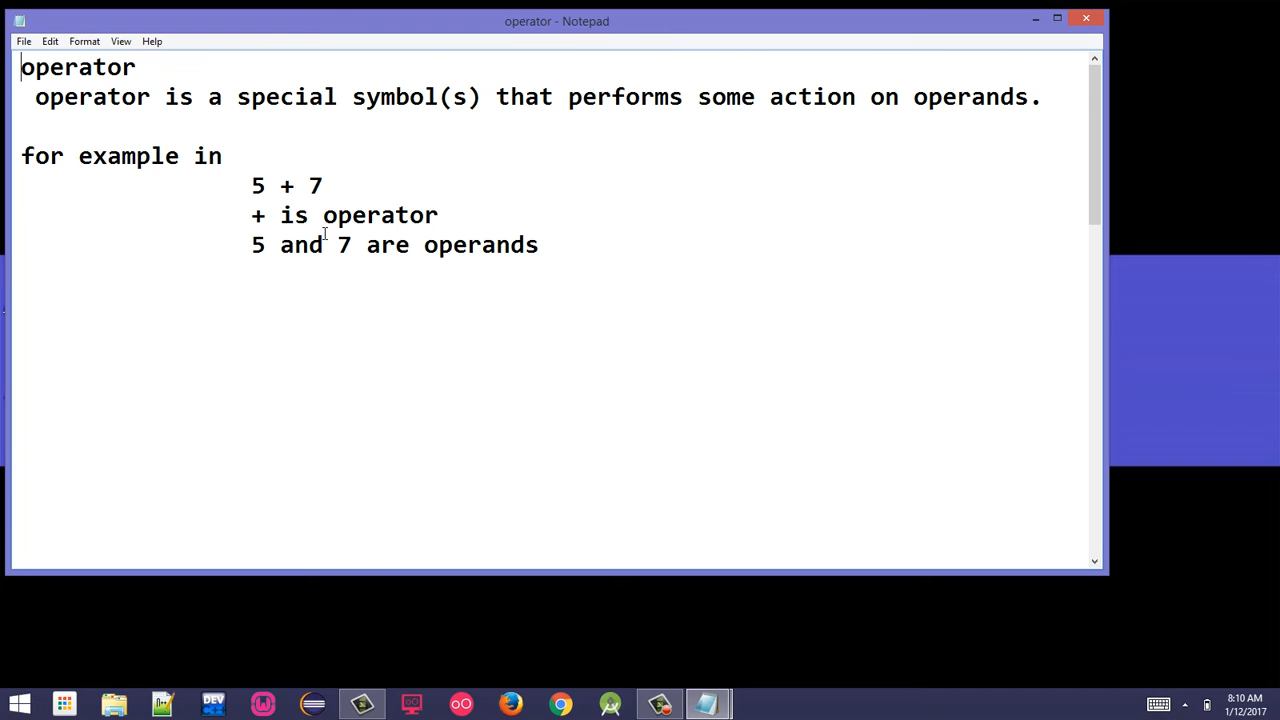 operator - Notepad
File Edit Format View Help
operator
operator is a special symbol(s) that performs some action on operands.
for example in
5 + 7
+ is operator
5 and 7 are operands
DEV
8:10 AM
1/12/2017